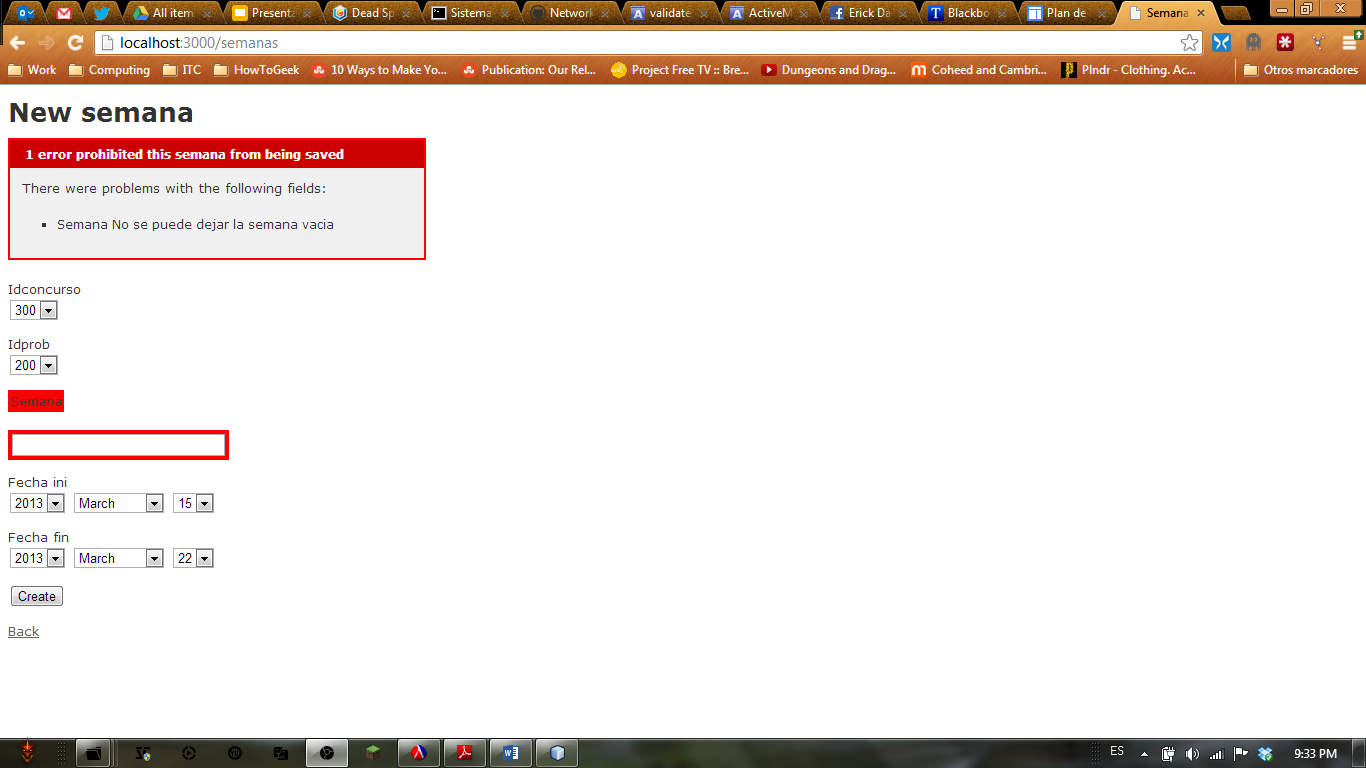 All item
Presenta
Dead Sp
Sistema
Network
validate
ActiveM
Erick Da
Blackbo
Plan de
Semana
localhost:3000/semanas
Work
Computing
ITC
HowToGeek
10 Ways to Make Yo...
Publication: Our Rel...
Project Free TV :: Bre...
Dungeons and Drag...
Coheed and Cambri...
Plndr - Clothing. Ac...
Otros marcadores
New semana
1 error prohibited this semana from being saved
There were problems with the following fields:
Semana No se puede dejar la semana vacia
Idconcurso
300
Idprob
200
Semana
Fecha ini
2013 March 15
Fecha fin
2013 March 22
Create
Back
ES
9:33 PM